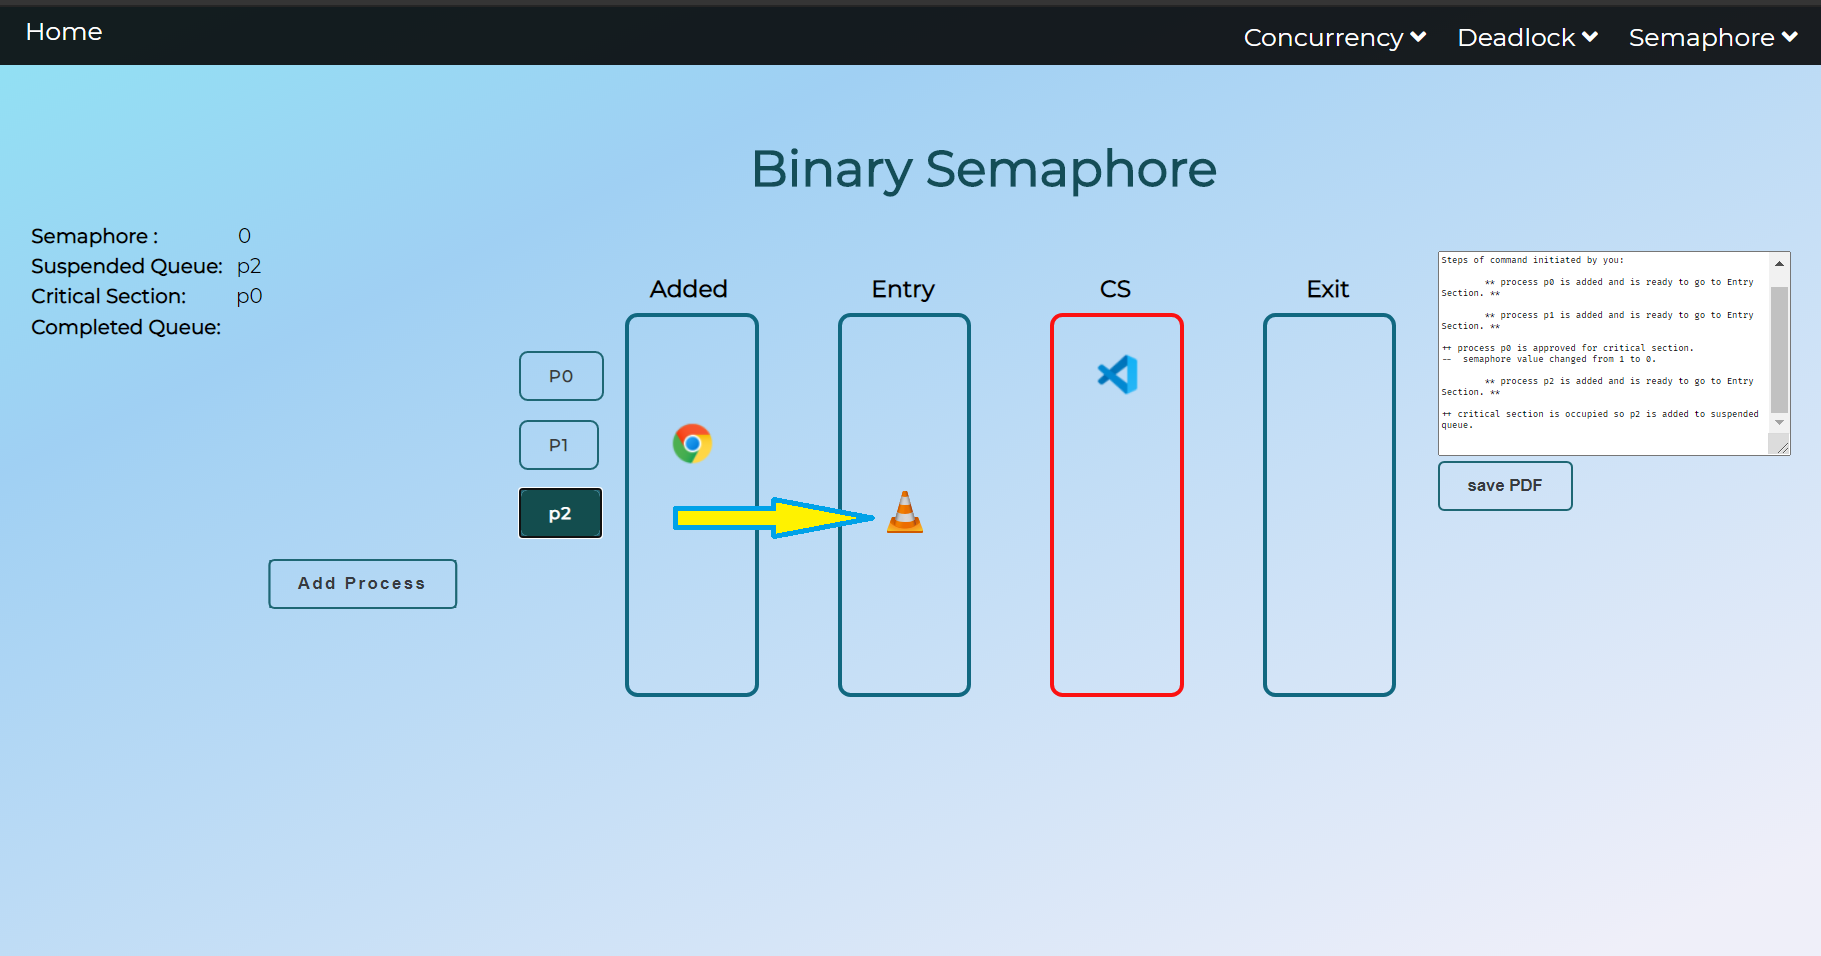 Home
Concurrency
Deadlock
Semaphore
Binary Semaphore
Semaphore : 0
Suspended Queue: p2
Critical Section: p0
Completed Queue:
Added
Entry
CS
Exit
P0
P1
p2
Add Process
Steps of command initiated by you:
** process p0 is added and is ready to go to Entry
Section. **
** process p1 is added and is ready to go to Entry
Section. **
++ process p0 is approved for critical section.
-- semaphore value changed from 1 to 0.
** process p2 is added and is ready to go to Entry
Section. **
++ critical section is occupied so p2 is added to suspended
queue.
save PDF